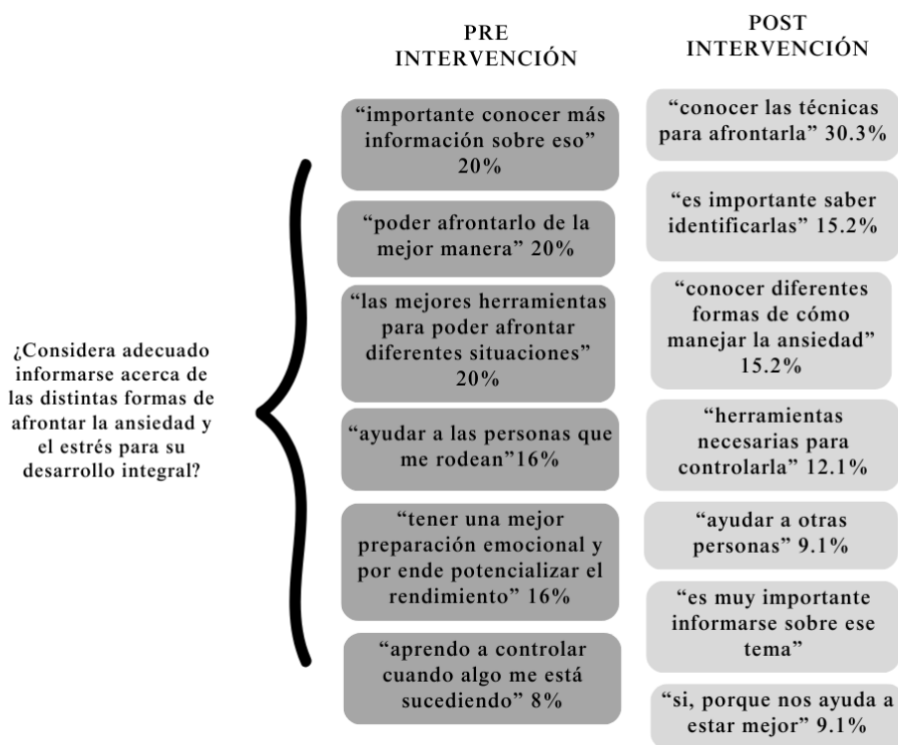 PRE
INTERVENCIÓN
POST
INTERVENCIÓN
¿Considera adecuado
informarse acerca de
las distintas formas de
afrontar la ansiedad y
el estrés para su
desarrollo integral?
“importante conocer más
información sobre eso”
20%
“poder afrontarlo de la
mejor manera” 20%
“las mejores herramientas
para poder afrontar
diferentes situaciones”
20%
“ayudar a las personas que
me rodean”16%
“tener una mejor
preparación emocional y
por ende potencializar el
rendimiento” 16%
“aprendo a controlar
cuando algo me está
sucediendo” 8%
“conocer las técnicas
para afrontarla” 30.3%
“es importante saber
identificarlas” 15.2%
“conocer diferentes
formas de cómo
manejar la ansiedad”
15.2%
“herramientas
necesarias para
controlarla” 12.1%
“ayudar a otras
personas” 9.1%
“es muy importante
informarse sobre ese
tema”
“si, porque nos ayuda a
estar mejor” 9.1%